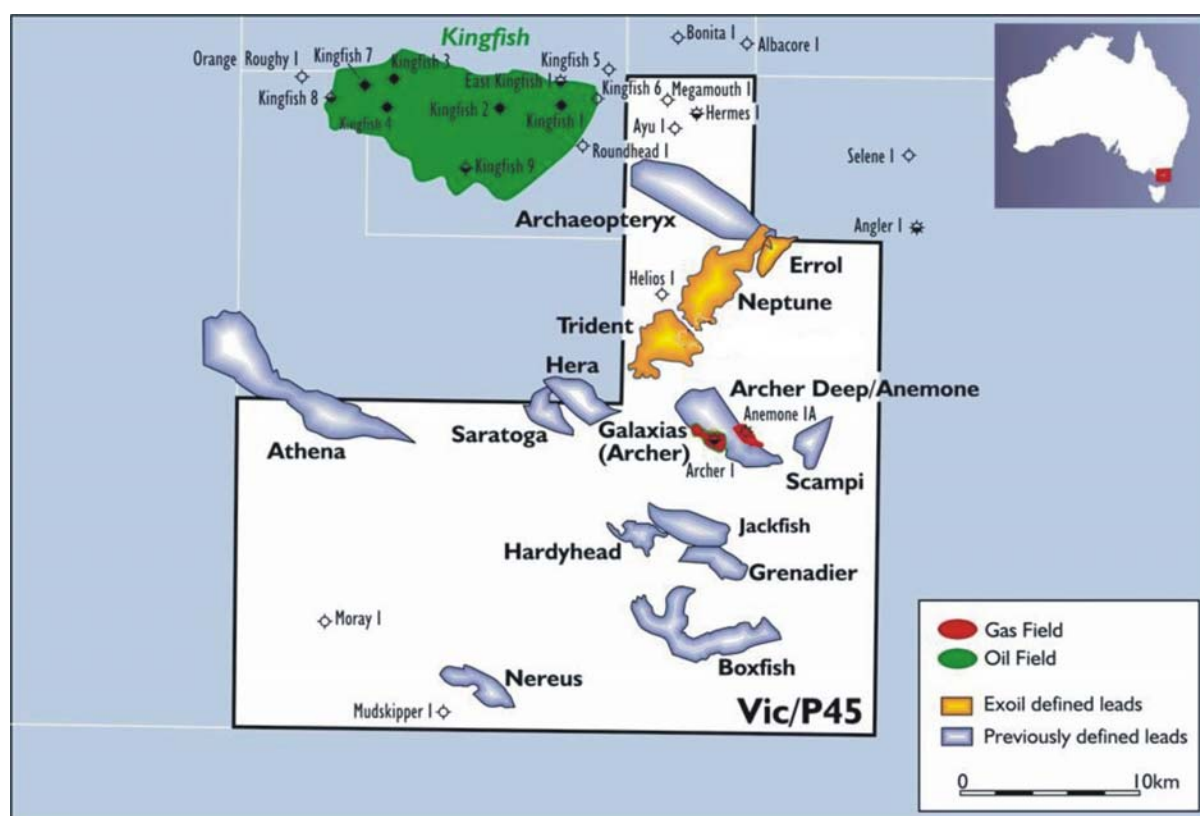 Kingfish
Bonita 1
Albacore 1
Orange Roughy 1
Kingfish 7
Kingfish 3
Kingfish 5
East Kingfish 1
Kingfish 8
Kingfish 6
Megamouth 1
Kingfish 4
Kingfish 2
Kingfish 1
Hermes 1
Ayu 1
Roundhead 1
Selene 1
Kingfish 9
Archaeopteryx
Angler 1
Errol
Helios 1
Neptune
Trident
Hera
Archer Deep/Anemone
Anemone 1A
Athena
Saratoga
Galaxias
(Archer)
Archer 1
Scampi
Jackfish
Hardyhead
Grenadier
Moray 1
Boxfish
Nereus
Mudskipper 1
Vic/P45
Gas Field
Oil Field
Exoil defined leads
Previously defined leads
0 10km